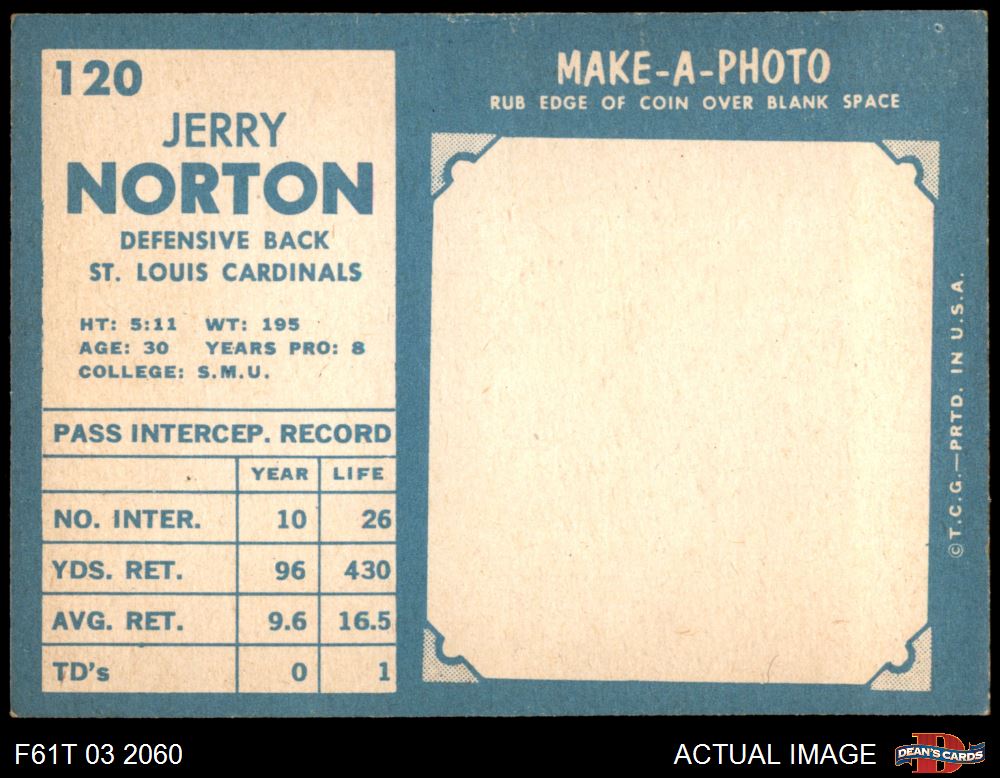 120
JERRY
NORTON
DEFENSIVE BACK
ST. LOUIS CARDINALS
HT: 5:11 WT: 195
AGE: 30 YEARS PRO: 8
COLLEGE: S.M.U.
PASS INTERCEP. RECORD
YEAR LIFE
NO. INTER. 10 26
YDS. RET. 96 430
AVG. RET. 9.6 16.5
TD's 0 1
MAKE-A-PHOTO
RUB EDGE OF COIN OVER BLANK SPACE
©T.C.G.—PRTD. IN U.S.A.
F61T 03 2060
ACTUAL IMAGE
D
DEAN'S CARDS